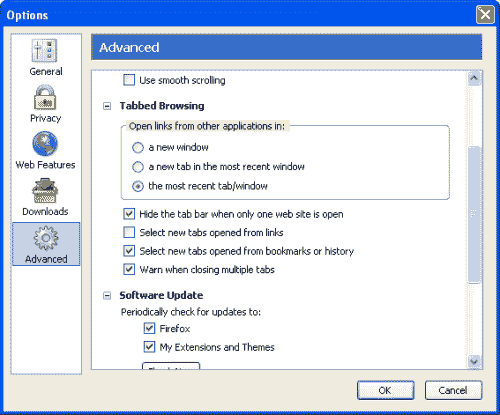 Options
General
Privacy
Web Features
Downloads
Advanced
Advanced
Use smooth scrolling
Tabbed Browsing
Open links from other applications in:
a new window
a new tab in the most recent window
the most recent tab/window
Hide the tab bar when only one web site is open
Select new tabs opened from links
Select new tabs opened from bookmarks or history
Warn when closing multiple tabs
Software Update
Periodically check for updates to:
Firefox
My Extensions and Themes
OK
Cancel